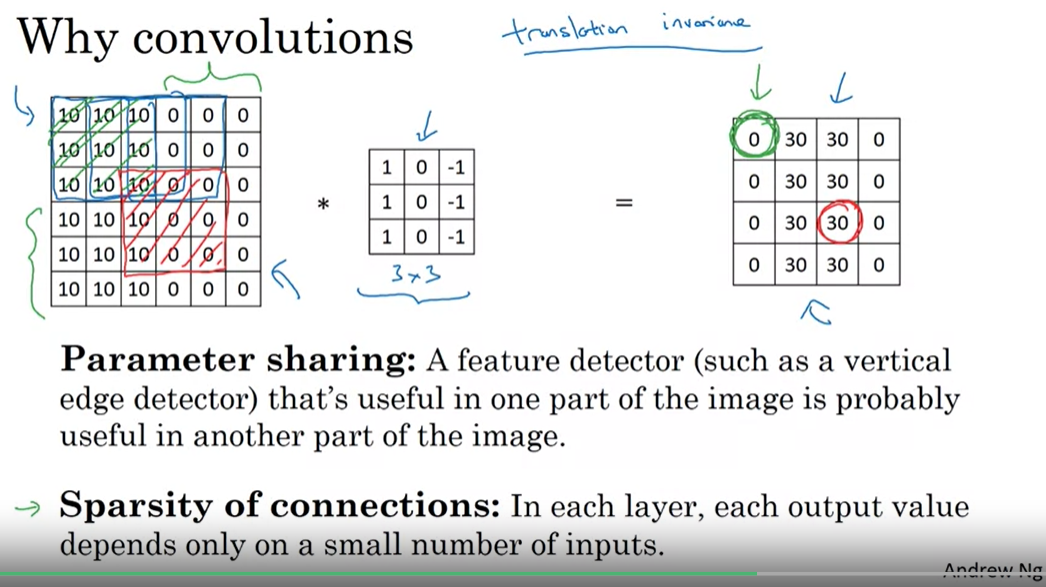 Why convolutions
translation invariance
10 10 10 0 0 0
10 10 10 0 0 0
10 10 10 0 0 0
10 10 10 0 0 0
10 10 10 0 0 0
10 10 10 0 0 0
*
1 0 -1
1 0 -1
1 0 -1
3×3
=
0 30 30 0
0 30 30 0
0 30 30 0
0 30 30 0
Parameter sharing: A feature detector (such as a vertical
edge detector) that's useful in one part of the image is probably
useful in another part of the image.
→ Sparsity of connections: In each layer, each output value
depends only on a small number of inputs.
Andrew Ng